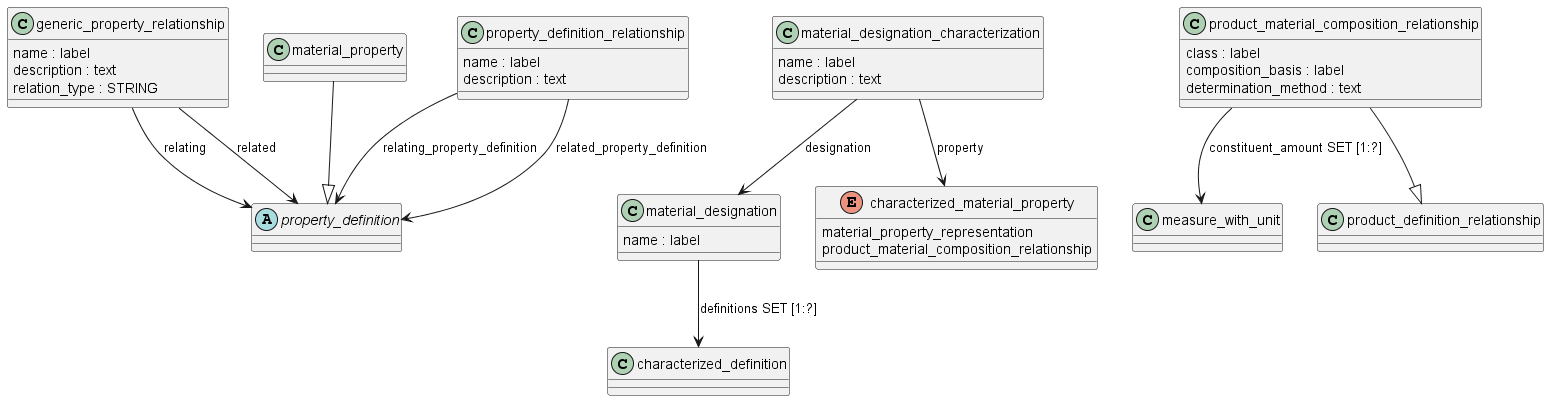 C generic_property_relationship
name : label
description : text
relation_type : STRING
C material_property
C property_definition_relationship
name : label
description : text
C material_designation_characterization
name : label
description : text
C product_material_composition_relationship
class : label
composition_basis : label
determination_method : text
relating
related
relating_property_definition
related_property_definition
designation
property
constituent_amount SET [1:?]
A property_definition
C material_designation
name : label
E characterized_material_property
material_property_representation
product_material_composition_relationship
C measure_with_unit
C product_definition_relationship
definitions SET [1:?]
C characterized_definition